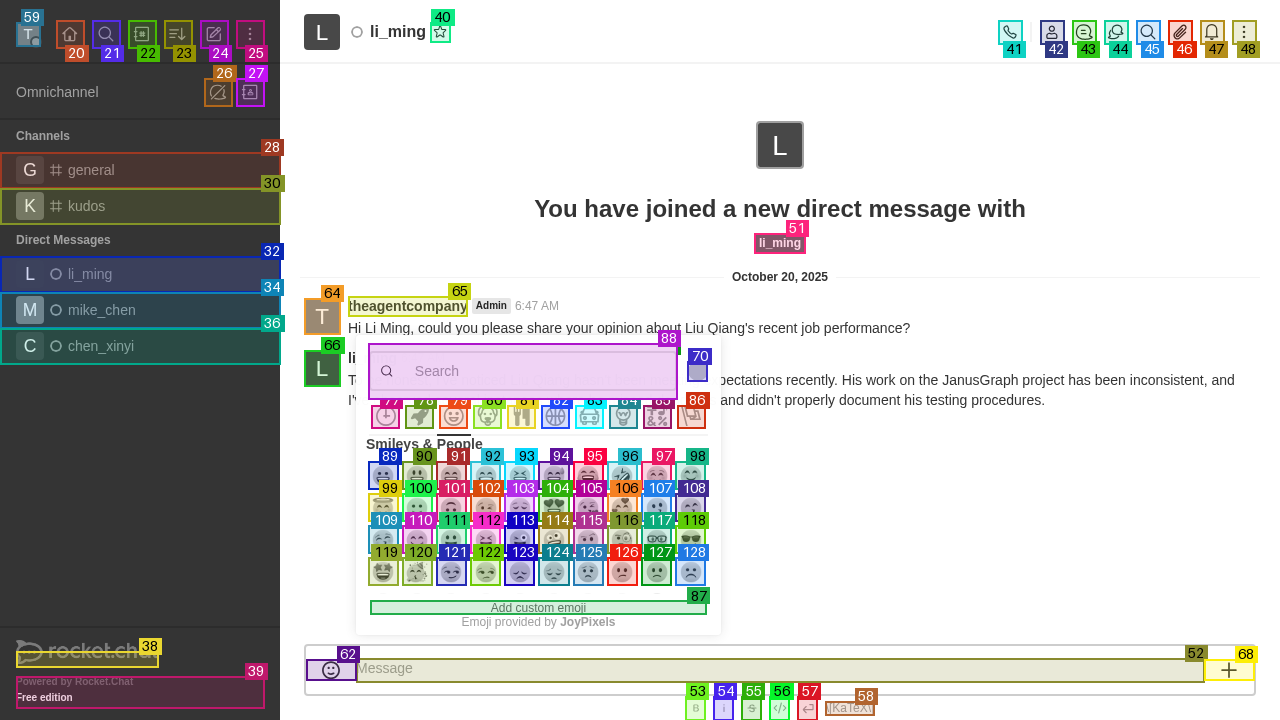 59
T
20
21
22
23
24
25
Omnichannel
26
27
Channels
28
G general
30
K kudos
Direct Messages
32
L li_ming
34
M mike_chen
36
C chen_xinyi
38
rocket.chat
39
Powered by Rocket.Chat
Free edition
L li_ming
40
41
42
43
44
45
46
47
48
L
You have joined a new direct message with
51
li_ming
October 20, 2025
64
65
T
theagentcompany Admin 6:47 AM
Hi Li Ming, could you please share your opinion about Liu Qiang's recent job performance?
66
L
88
70
Search
pectations recently. His work on the JanusGraph project has been inconsistent, and
and didn't properly document his testing procedures.
77 78 79 80 81 82 83 84 85 86
Smileys & People
89 90 91 92 93 94 95 96 97 98
99 100 101 102 103 104 105 106 107 108
109 110 111 112 113 114 115 116 117 118
119 120 121 122 123 124 125 126 127 128
87
Add custom emoji
Emoji provided by JoyPixels
62
52
68
Message
53 54 55 56 57 58
B i S </> \[KaTeX\]